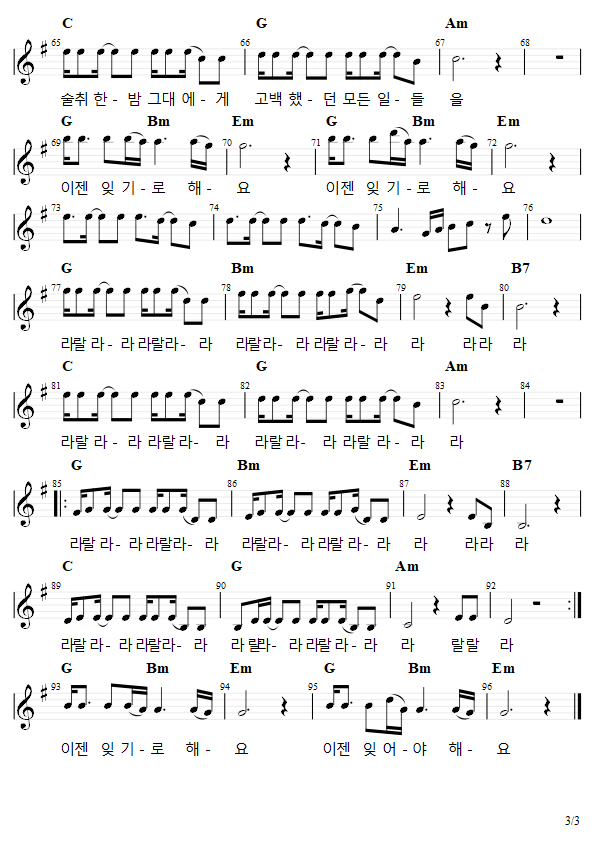 C G Am
65 66 67 68
술취 한- 밤 그대 에- 게 고백 했- 던 모든 일- 들 을
G Bm Em G Bm Em
69 70 71 72
이젠 잊 기- 로 해- 요 이젠 잊 기- 로 해- 요
73 74 75 76
G Bm Em B7
77 78 79 80
라랄 라- 라 라랄라- 라 라랄 라- 라 라랄라- 라 라 라라 라
C G Am
81 82 83 84
라랄 라- 라 라랄 라- 라 라랄 라- 라 라랄 라- 라 라
G Bm Em B7
85 86 87 88
라랄 라- 라 라랄라- 라 라랄라- 라 라랄 라- 라 라 라라 라
C G Am
89 90 91 92
라랄 라- 라 라랄라- 라 라 랄라- 라 라랄 라- 라 라 랄랄 라
G Bm Em G Bm Em
93 94 95 96
이젠 잊 기- 로 해- 요 이젠 잊 어- 야 해- 요
3/3